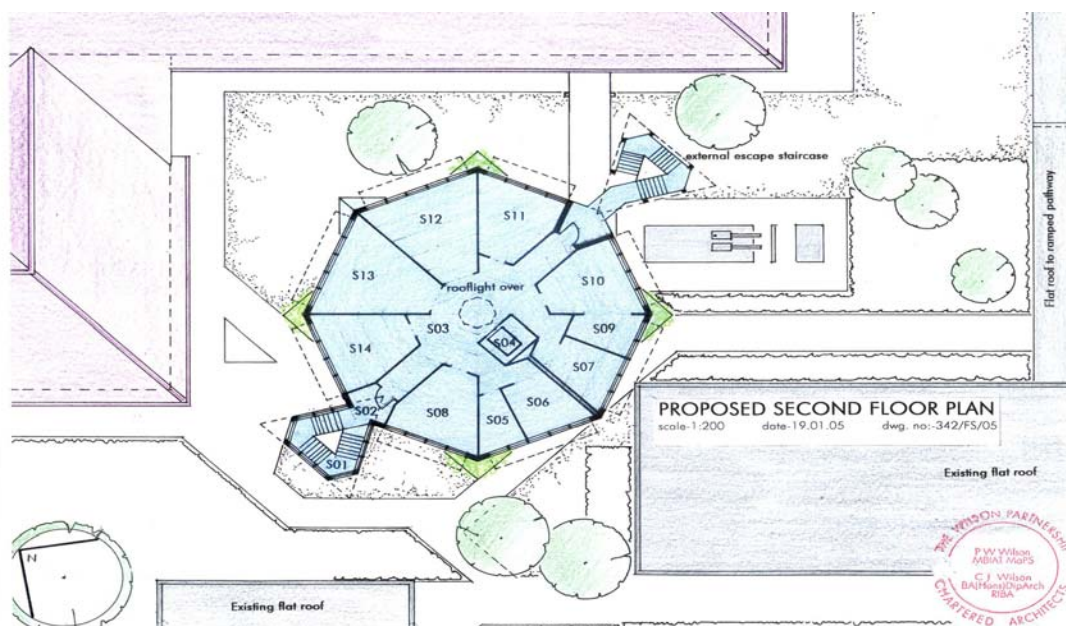 external escape staircase
S12
S11
S13
S10
rooflight over
S03
S09
S04
S14
S07
S02
S08
S05
S06
S01
Flat roof to ramped pathway
PROPOSED SECOND FLOOR PLAN
scale-1:200 date-19.01.05 dwg. no:-342/FS/05
Existing flat roof
N
Existing flat roof
THE WILSON PARTNERSHIP
P W Wilson
MBIAT MaPS
C J Wilson
BA(Hons)DipArch
RIBA
CHARTERED ARCHITECTS